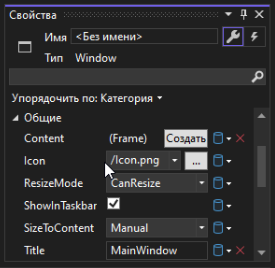 Свойства
Имя <Без имени>
Тип Window
Упорядочить по: Категория
Общие
Content (Frame) Создать
Icon /Icon.png ...
ResizeMode CanResize
ShowInTaskbar
SizeToContent Manual
Title MainWindow